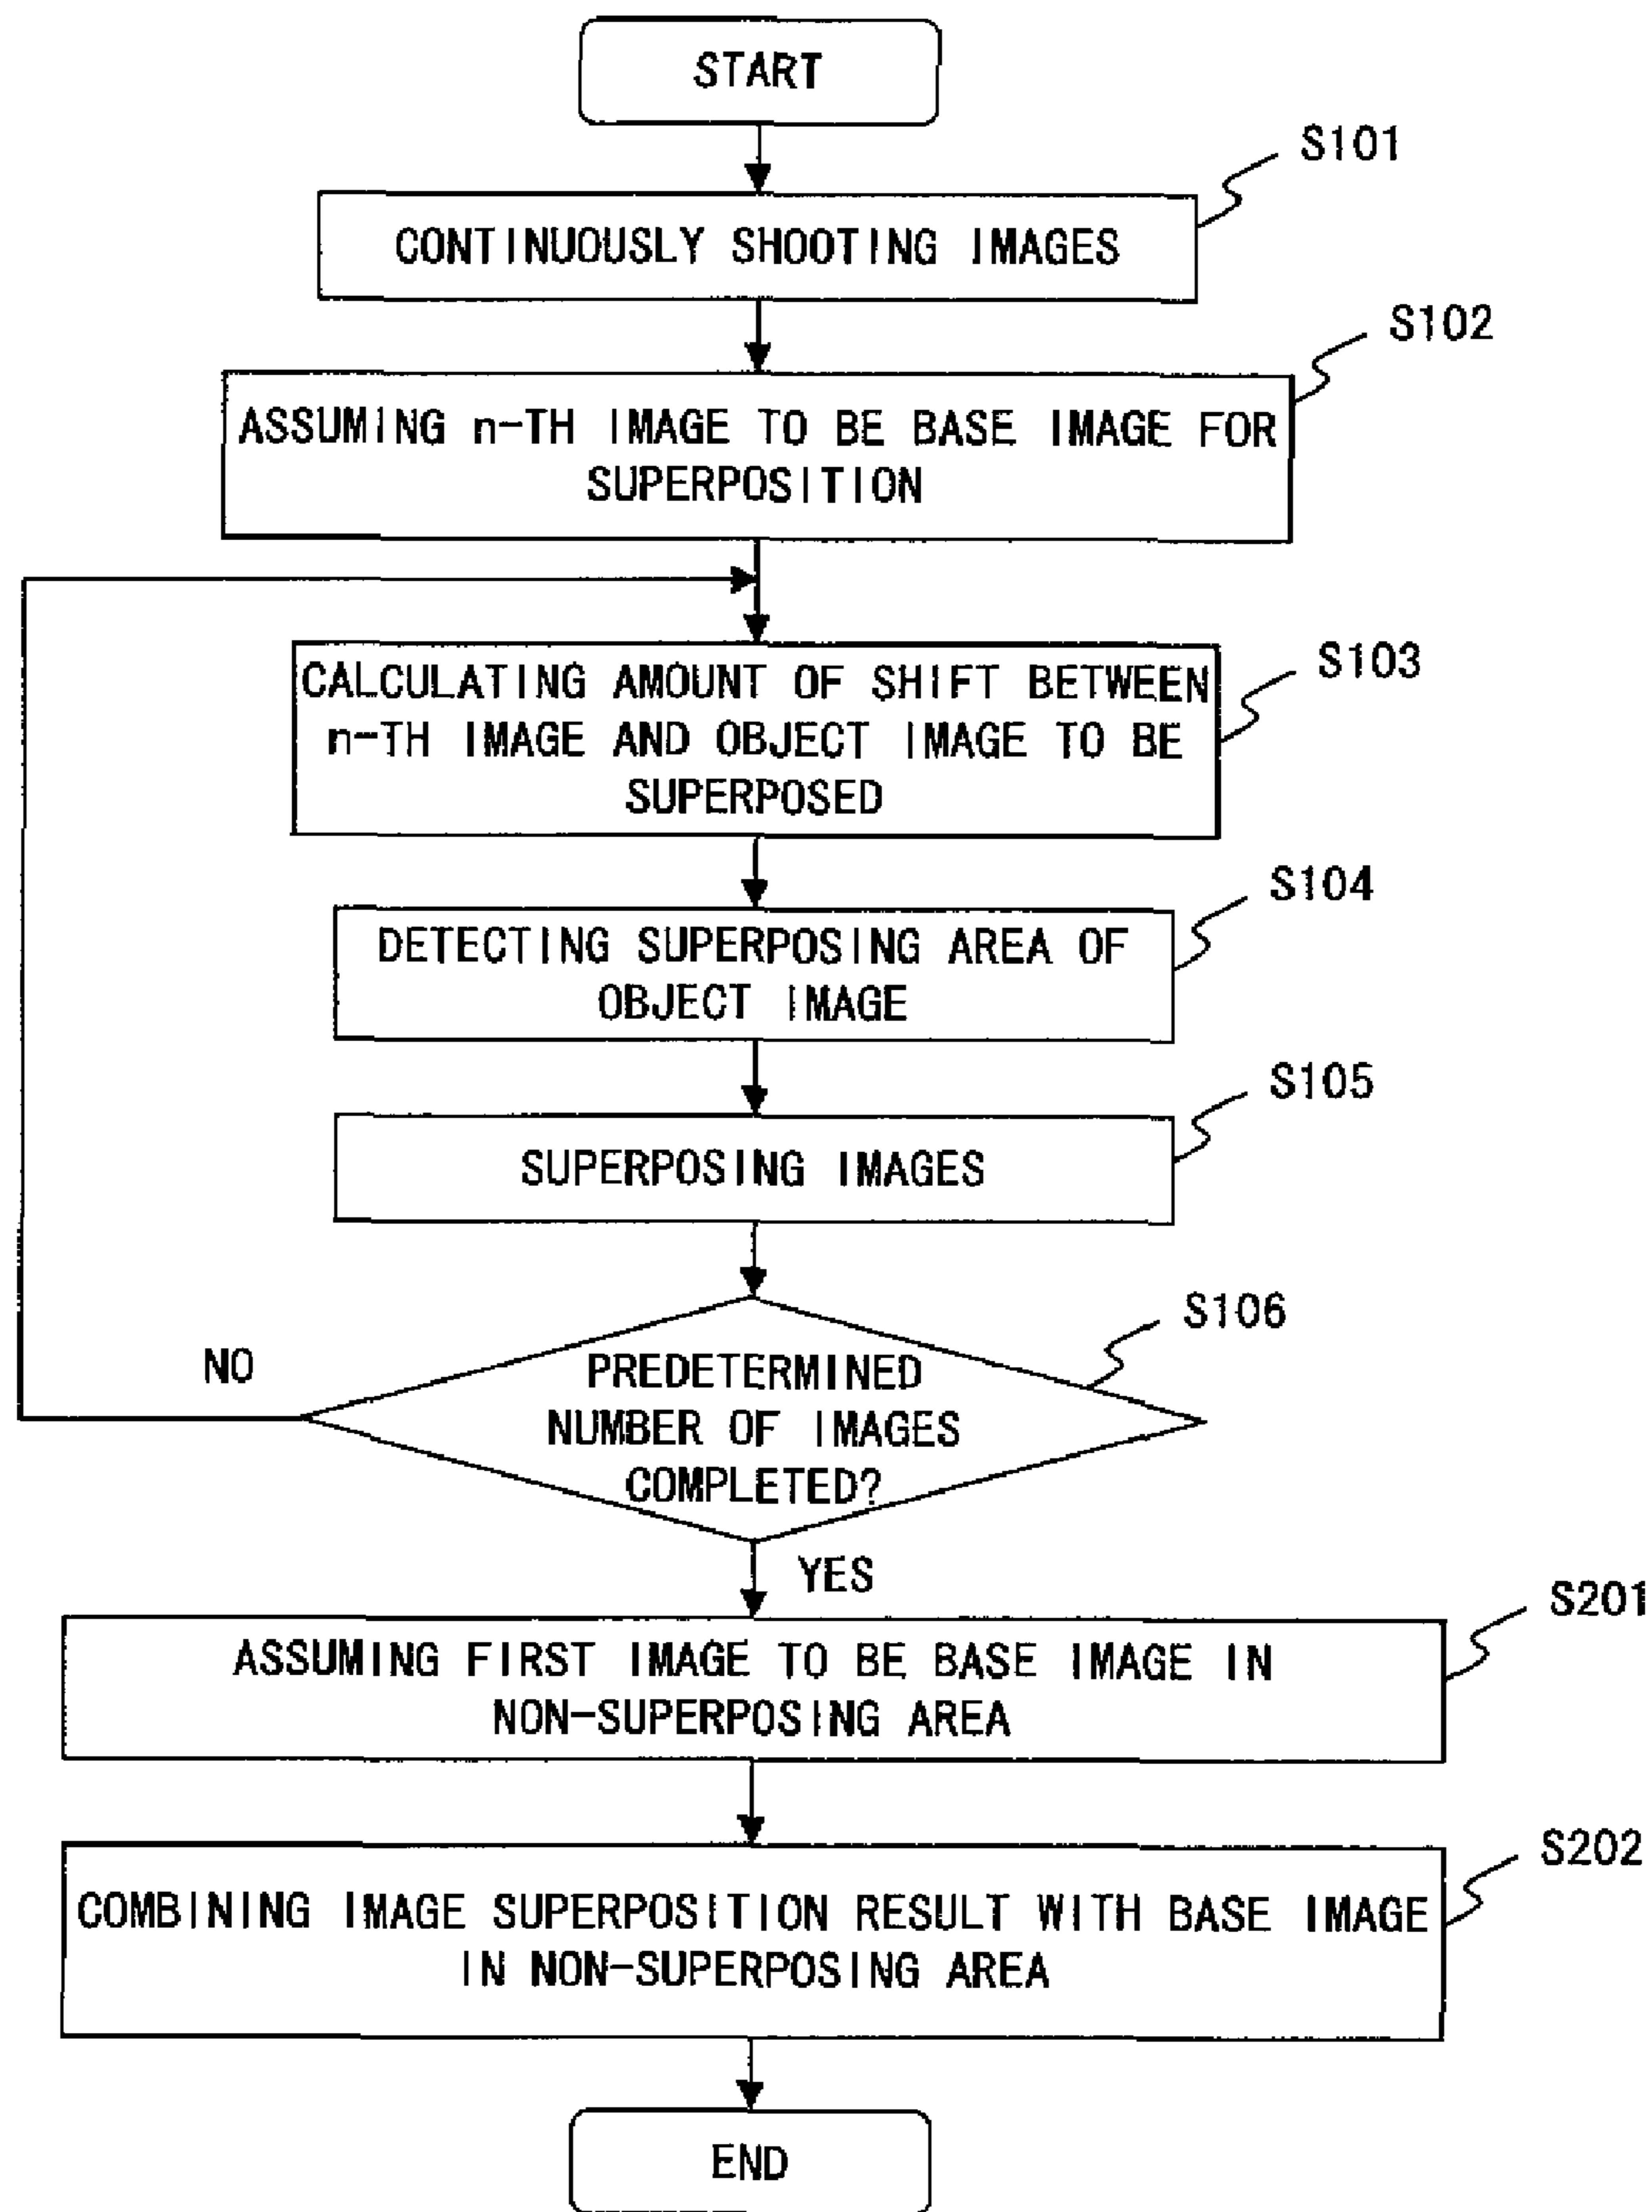 START
S101
CONTINUOUSLY SHOOTING IMAGES
S102
ASSUMING n-TH IMAGE TO BE BASE IMAGE FOR
SUPERPOSITION
S103
CALCULATING AMOUNT OF SHIFT BETWEEN
n-TH IMAGE AND OBJECT IMAGE TO BE
SUPERPOSED
S104
DETECTING SUPERPOSING AREA OF
OBJECT IMAGE
S105
SUPERPOSING IMAGES
S106
NO
PREDETERMINED
NUMBER OF IMAGES
COMPLETED?
YES
S201
ASSUMING FIRST IMAGE TO BE BASE IMAGE IN
NON-SUPERPOSING AREA
S202
COMBINING IMAGE SUPERPOSITION RESULT WITH BASE IMAGE
IN NON-SUPERPOSING AREA
END